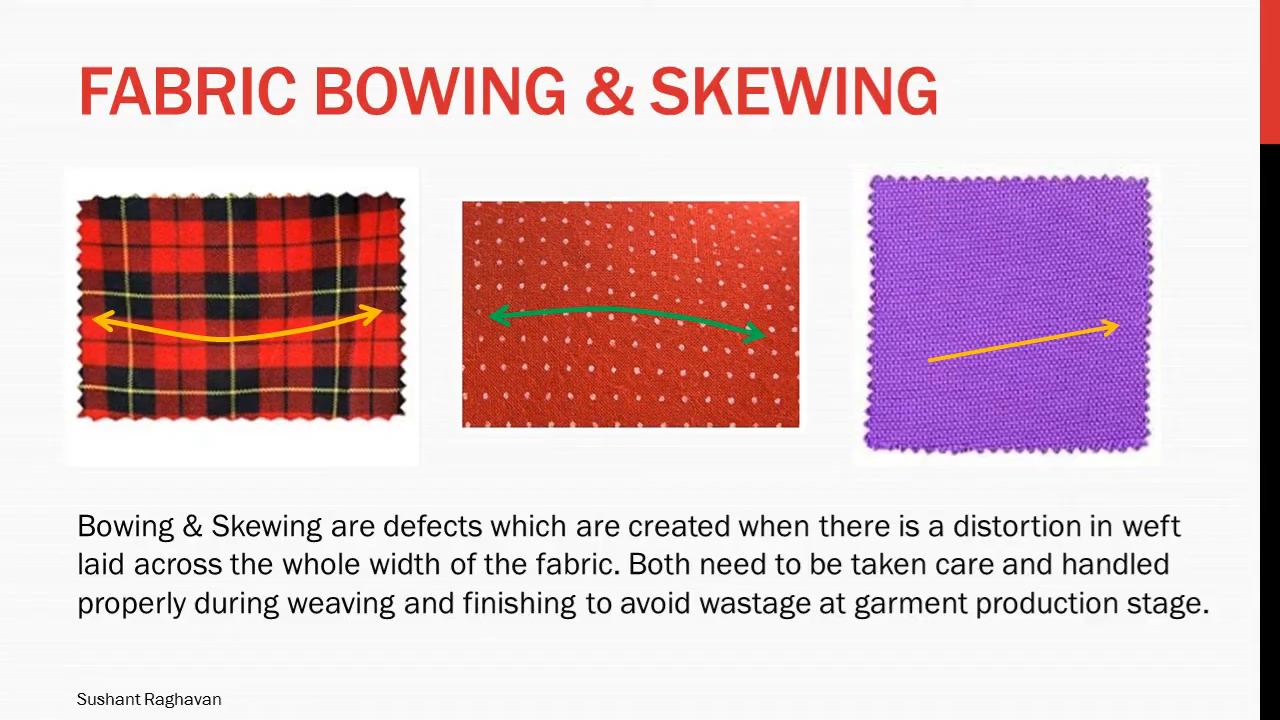 FABRIC BOWING & SKEWING
Bowing & Skewing are defects which are created when there is a distortion in weft
laid across the whole width of the fabric. Both need to be taken care and handled
properly during weaving and finishing to avoid wastage at garment production stage.
Sushant Raghavan